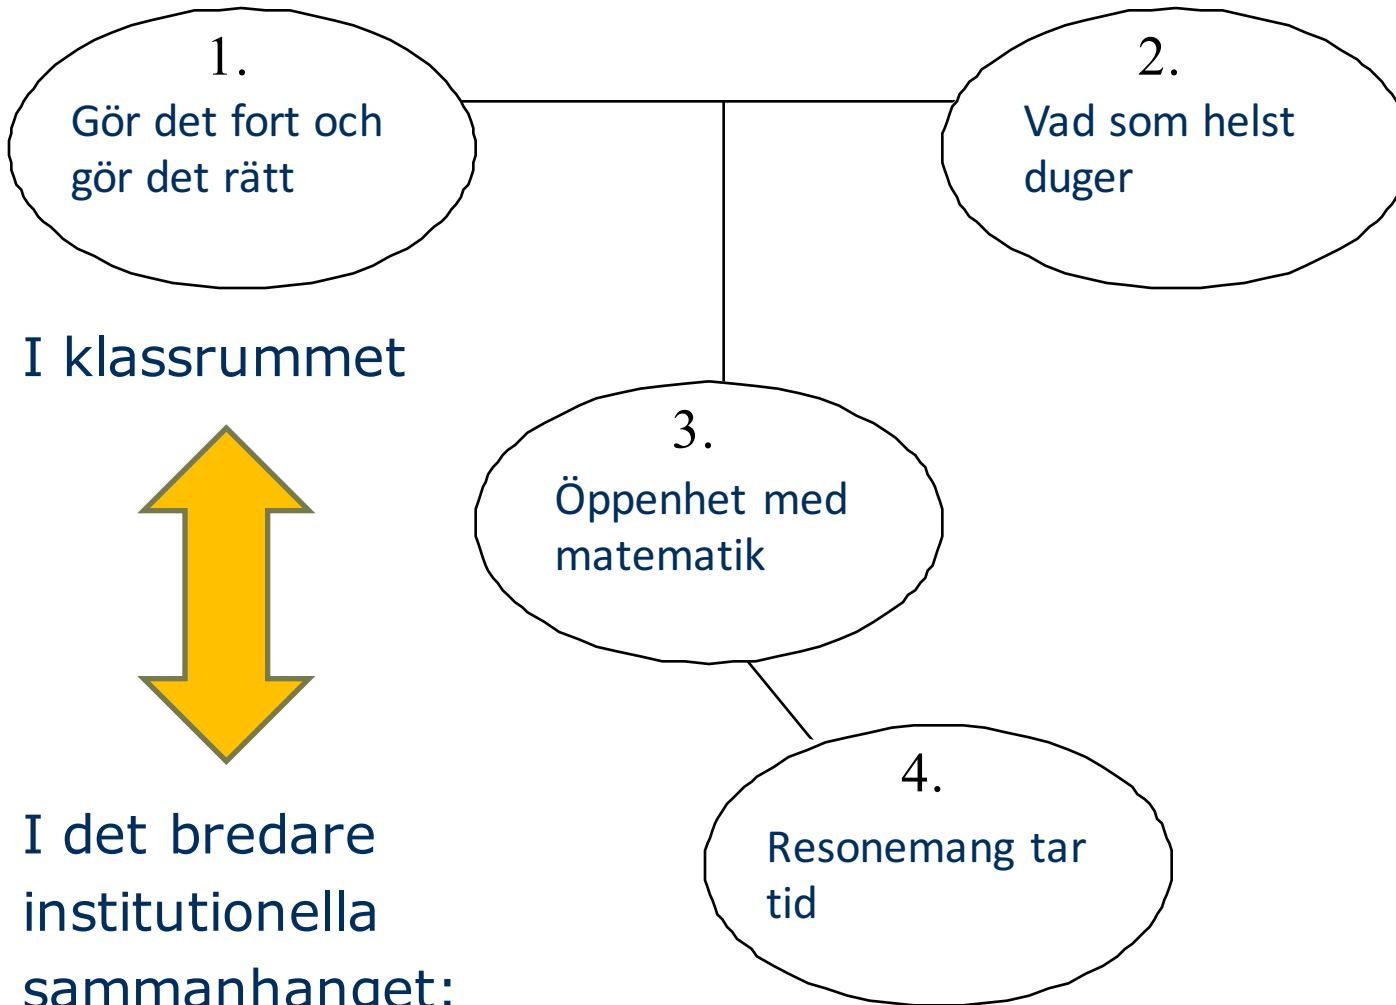 1.
Gör det fort och
gör det rätt
2.
Vad som helst
duger
I klassrummet
3.
Öppenhet med
matematik
4.
Resonemang tar
tid
I det bredare
institutionella
sammanhanget: